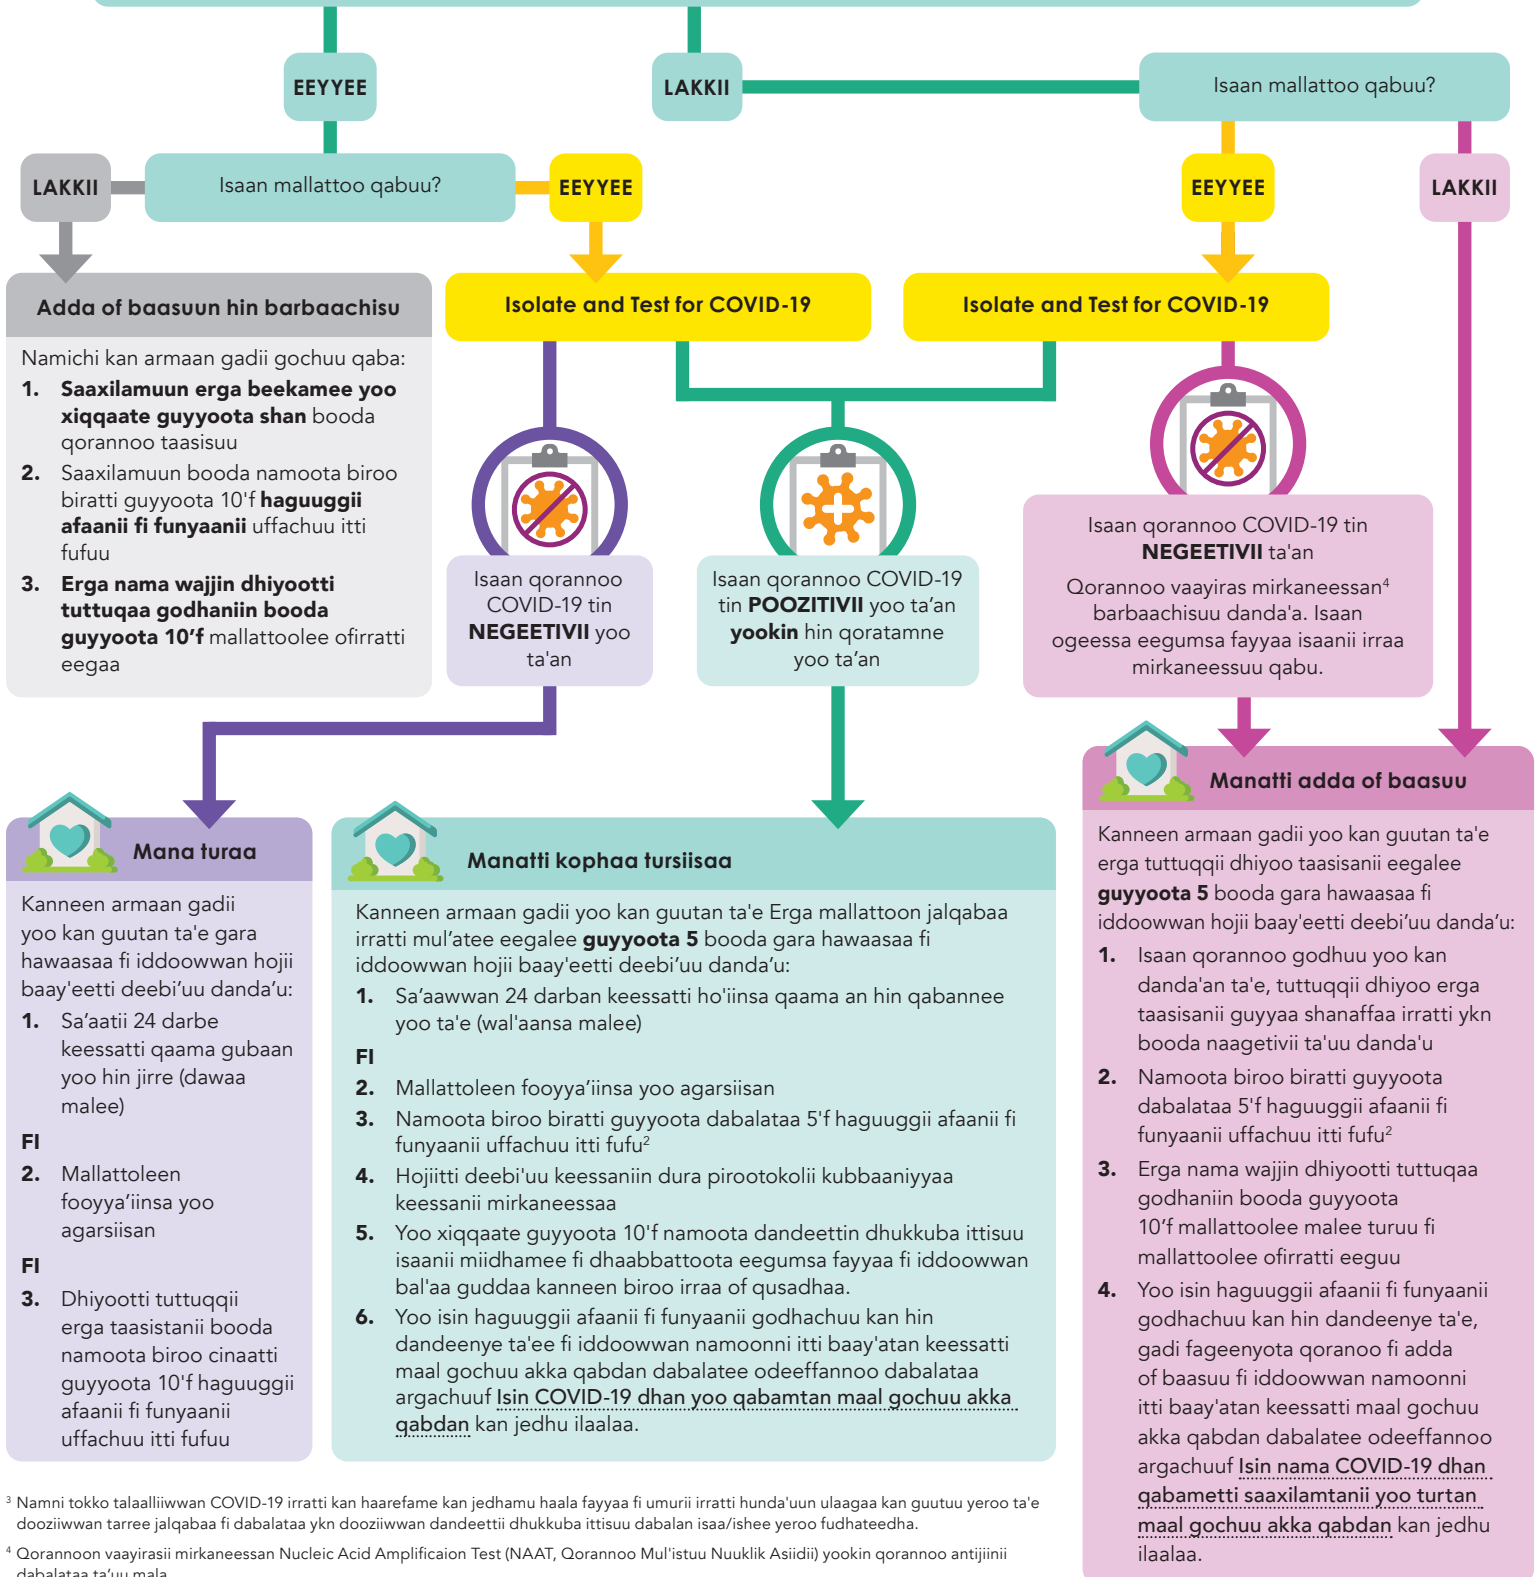 EEYYEE
LAKKII
Isaan mallattoo qabuu?
LAKKII
Isaan mallattoo qabuu?
EEYYEE
EEYYEE
LAKKII
Adda of baasuun hin barbaachisu
Namichi kan armaan gadii gochuu qaba:
1. Saaxilamuun erga beekamee yoo
xiqqaate guyyoota shan booda
qorannoo taasisuu
2. Saaxilamuun booda namoota biroo
biratti guyyoota 10'f haguuggii
afaanii fi funyaanii uffachuu itti
fufuu
3. Erga nama wajjin dhiyootti
tuttuqaa godhaniin booda
guyyoota 10'f mallattoolee ofirratti
eegaa
Isolate and Test for COVID-19
Isolate and Test for COVID-19
Isaan qorannoo
COVID-19 tin
NEGEETIVII yoo
ta'an
Isaan qorannoo COVID-19
tin POOZITIVII yoo ta'an
yookin hin qoratamne
yoo ta'an
Isaan qorannoo COVID-19 tin
NEGEETIVII ta'an
Qorannoo vaayiras mirkaneessan4
barbaachisuu danda'a. Isaan
ogeessa eegumsa fayyaa isaanii irraa
mirkaneessuu qabu.
Mana turaa
Kanneen armaan gadii
yoo kan guutan ta'e gara
hawaasaa fi iddoowwan hojii
baay'eetti deebi'uu danda'u:
1. Sa'aatii 24 darbe
keessatti qaama gubaan
yoo hin jirre (dawaa
malee)
FI
2. Mallattoleen
fooyya'iinsa yoo
agarsiisan
FI
3. Dhiyootti tuttuqqii
erga taasistanii booda
namoota biroo cinaatti
guyyoota 10'f haguuggii
afaanii fi funyaanii
uffachuu itti fufuu
Manatti kophaa tursiisaa
Kanneen armaan gadii yoo kan guutan ta'e Erga mallattoon jalqabaa
irratti mul'atee eegalee guyyoota 5 booda gara hawaasaa fi
iddoowwan hojii baay'eetti deebi'uu danda'u:
1. Sa'aawwan 24 darban keessatti ho'iinsa qaama an hin qabannee
yoo ta'e (wal'aansa malee)
FI
2. Mallattoleen fooyya'iinsa yoo agarsiisan
3. Namoota biroo biratti guyyoota dabalataa 5'f haguuggii afaanii fi
funyaanii uffachuu itti fufu2
4. Hojiitti deebi'uu keessaniin dura pirootokolii kubbaaniyyaa
keessanii mirkaneessaa
5. Yoo xiqqaate guyyoota 10'f namoota dandeettin dhukkuba ittisuu
isaanii miidhamee fi dhaabbattoota eegumsa fayyaa fi iddoowwan
bal'aa guddaa kanneen biroo irraa of qusadhaa.
6. Yoo isin haguuggii afaanii fi funyaanii godhachuu kan hin
dandeenye ta'ee fi iddoowwan namoonni itti baay'atan keessatti
maal gochuu akka qabdan dabalatee odeeffannoo dabalataa
argachuuf Isin COVID-19 dhan yoo qabamtan maal gochuu akka
qabdan kan jedhu ilaalaa.
Manatti adda of baasuu
Kanneen armaan gadii yoo kan guutan ta'e
erga tuttuqqii dhiyoo taasisanii eegalee
guyyoota 5 booda gara hawaasaa fi
iddoowwan hojii baay'eetti deebi'uu danda'u:
1. Isaan qorannoo godhuu yoo kan
danda'an ta'e, tuttuqqii dhiyoo erga
taasisanii guyyaa shanaffaa irratti ykn
booda naagetivii ta'uu danda'u
2. Namoota biroo biratti guyyoota
dabalataa 5'f haguuggii afaanii fi
funyaanii uffachuu itti fufu2
3. Erga nama wajjin dhiyootti tuttuqaa
godhaniin booda guyyoota
10'f mallattoolee malee turuu fi
mallattoolee ofirratti eeguu
4. Yoo isin haguuggii afaanii fi funyaanii
godhachuu kan hin dandeenye ta'e,
gadi fageenyota qoranoo fi adda
of baasuu fi iddoowwan namoonni
itti baay'atan keessatti maal gochuu
akka qabdan dabalatee odeeffannoo
argachuuf Isin nama COVID-19 dhan
qabametti saaxilamtanii yoo turtan
maal gochuu akka qabdan kan jedhu
ilaalaa.
3 Namni tokko talaalliiwwan COVID-19 irratti kan haarefame kan jedhamu haala fayyaa fi umurii irratti hunda'uun ulaagaa kan guutuu yeroo ta'e
dooziiwwan tarree jalqabaa fi dabalataa ykn dooziiwwan dandeettii dhukkuba ittisuu dabalan isaa/ishee yeroo fudhateedha.
4 Qorannoon vaayirasii mirkaneessan Nucleic Acid Amplificaion Test (NAAT, Qorannoo Mul'istuu Nuuklik Asiidii) yookin qorannoo antijiinii
dabalataa ta'uu mala.